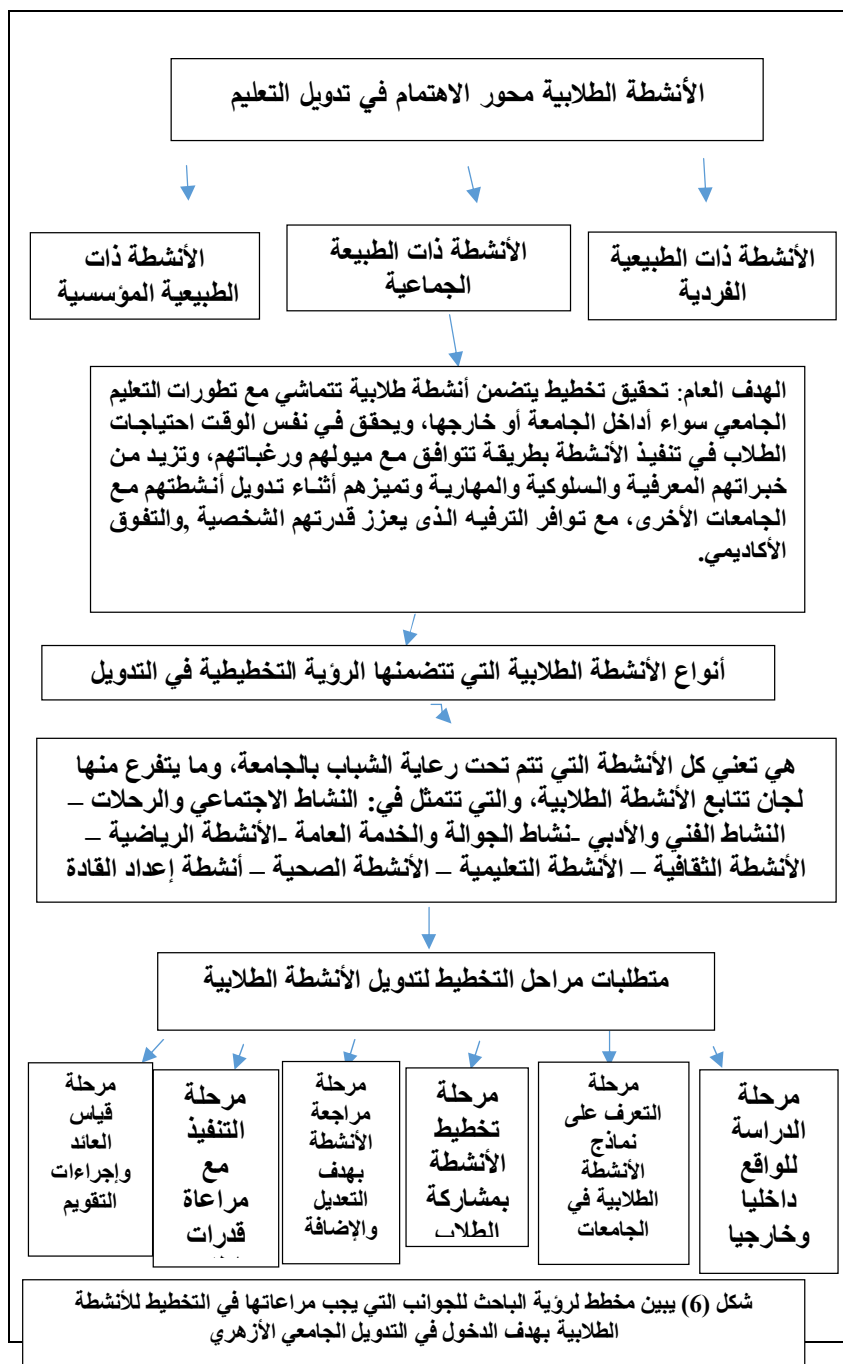 الأنشطة الطلابية محور الاهتمام في تدويل التعليم
الأنشطة ذات الطبيعية
الفردية
الأنشطة ذات الطبيعة
الجماعية
الأنشطة ذات
الطبيعية المؤسسية
الهدف العام: تحقيق تخطيط يتضمن أنشطة طلابية تتماشي مع تطورات التعليم
الجامعي سواء أداخل الجامعة أو خارجها، ويحقق في نفس الوقت احتياجات
الطلاب في تنفيذ الأنشطة بطريقة تتوافق مع ميولهم ورغباتهم، وتزيد من
خبراتهم المعرفية والسلوكية والمهارية وتميزهم أثناء تدويل أنشطتهم مع
الجامعات الأخرى، مع توافر الترفيه الذى يعزز قدرتهم الشخصية ,والتفوق
الأكاديمي.
أنواع الأنشطة الطلابية التي تتضمنها الرؤية التخطيطية في التدويل
هي تعني كل الأنشطة التي تتم تحت رعاية الشباب بالجامعة، وما يتفرع منها
لجان تتابع الأنشطة الطلابية، والتي تتمثل في: النشاط الاجتماعي والرحلات –
النشاط الفني والأدبي -نشاط الجوالة والخدمة العامة -الأنشطة الرياضية –
الأنشطة الثقافية – الأنشطة التعليمية – الأنشطة الصحية – أنشطة إعداد القادة
متطلبات مراحل التخطيط لتدويل الأنشطة الطلابية
مرحلة
الدراسة
للواقع
داخليا
وخارجيا
مرحلة
التعرف على
نماذج
الأنشطة
الطلابية في
الجامعات
مرحلة
تخطيط
الأنشطة
بمشاركة
الطلاب
مرحلة
مراجعة
الأنشطة
بهدف
التعديل
والإضافة
مرحلة
التنفيذ
مع
مراعاة
قدرات
مرحلة
قياس
العائد
وإجراءات
التقويم
شكل (6) يبين مخطط لرؤية الباحث للجوانب التي يجب مراعاتها في التخطيط للأنشطة
الطلابية بهدف الدخول في التدويل الجامعي الأزهري